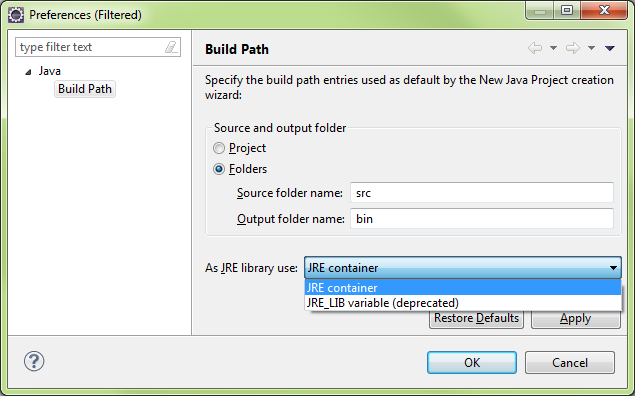 Preferences (Filtered)
type filter text
Java
Build Path
Build Path
Specify the build path entries used as default by the New Java Project creation
wizard:
Source and output folder
Project
Folders
Source folder name: src
Output folder name: bin
As JRE library use: JRE container
JRE container
JRE_LIB variable (deprecated)
Restore Defaults Apply
? OK Cancel